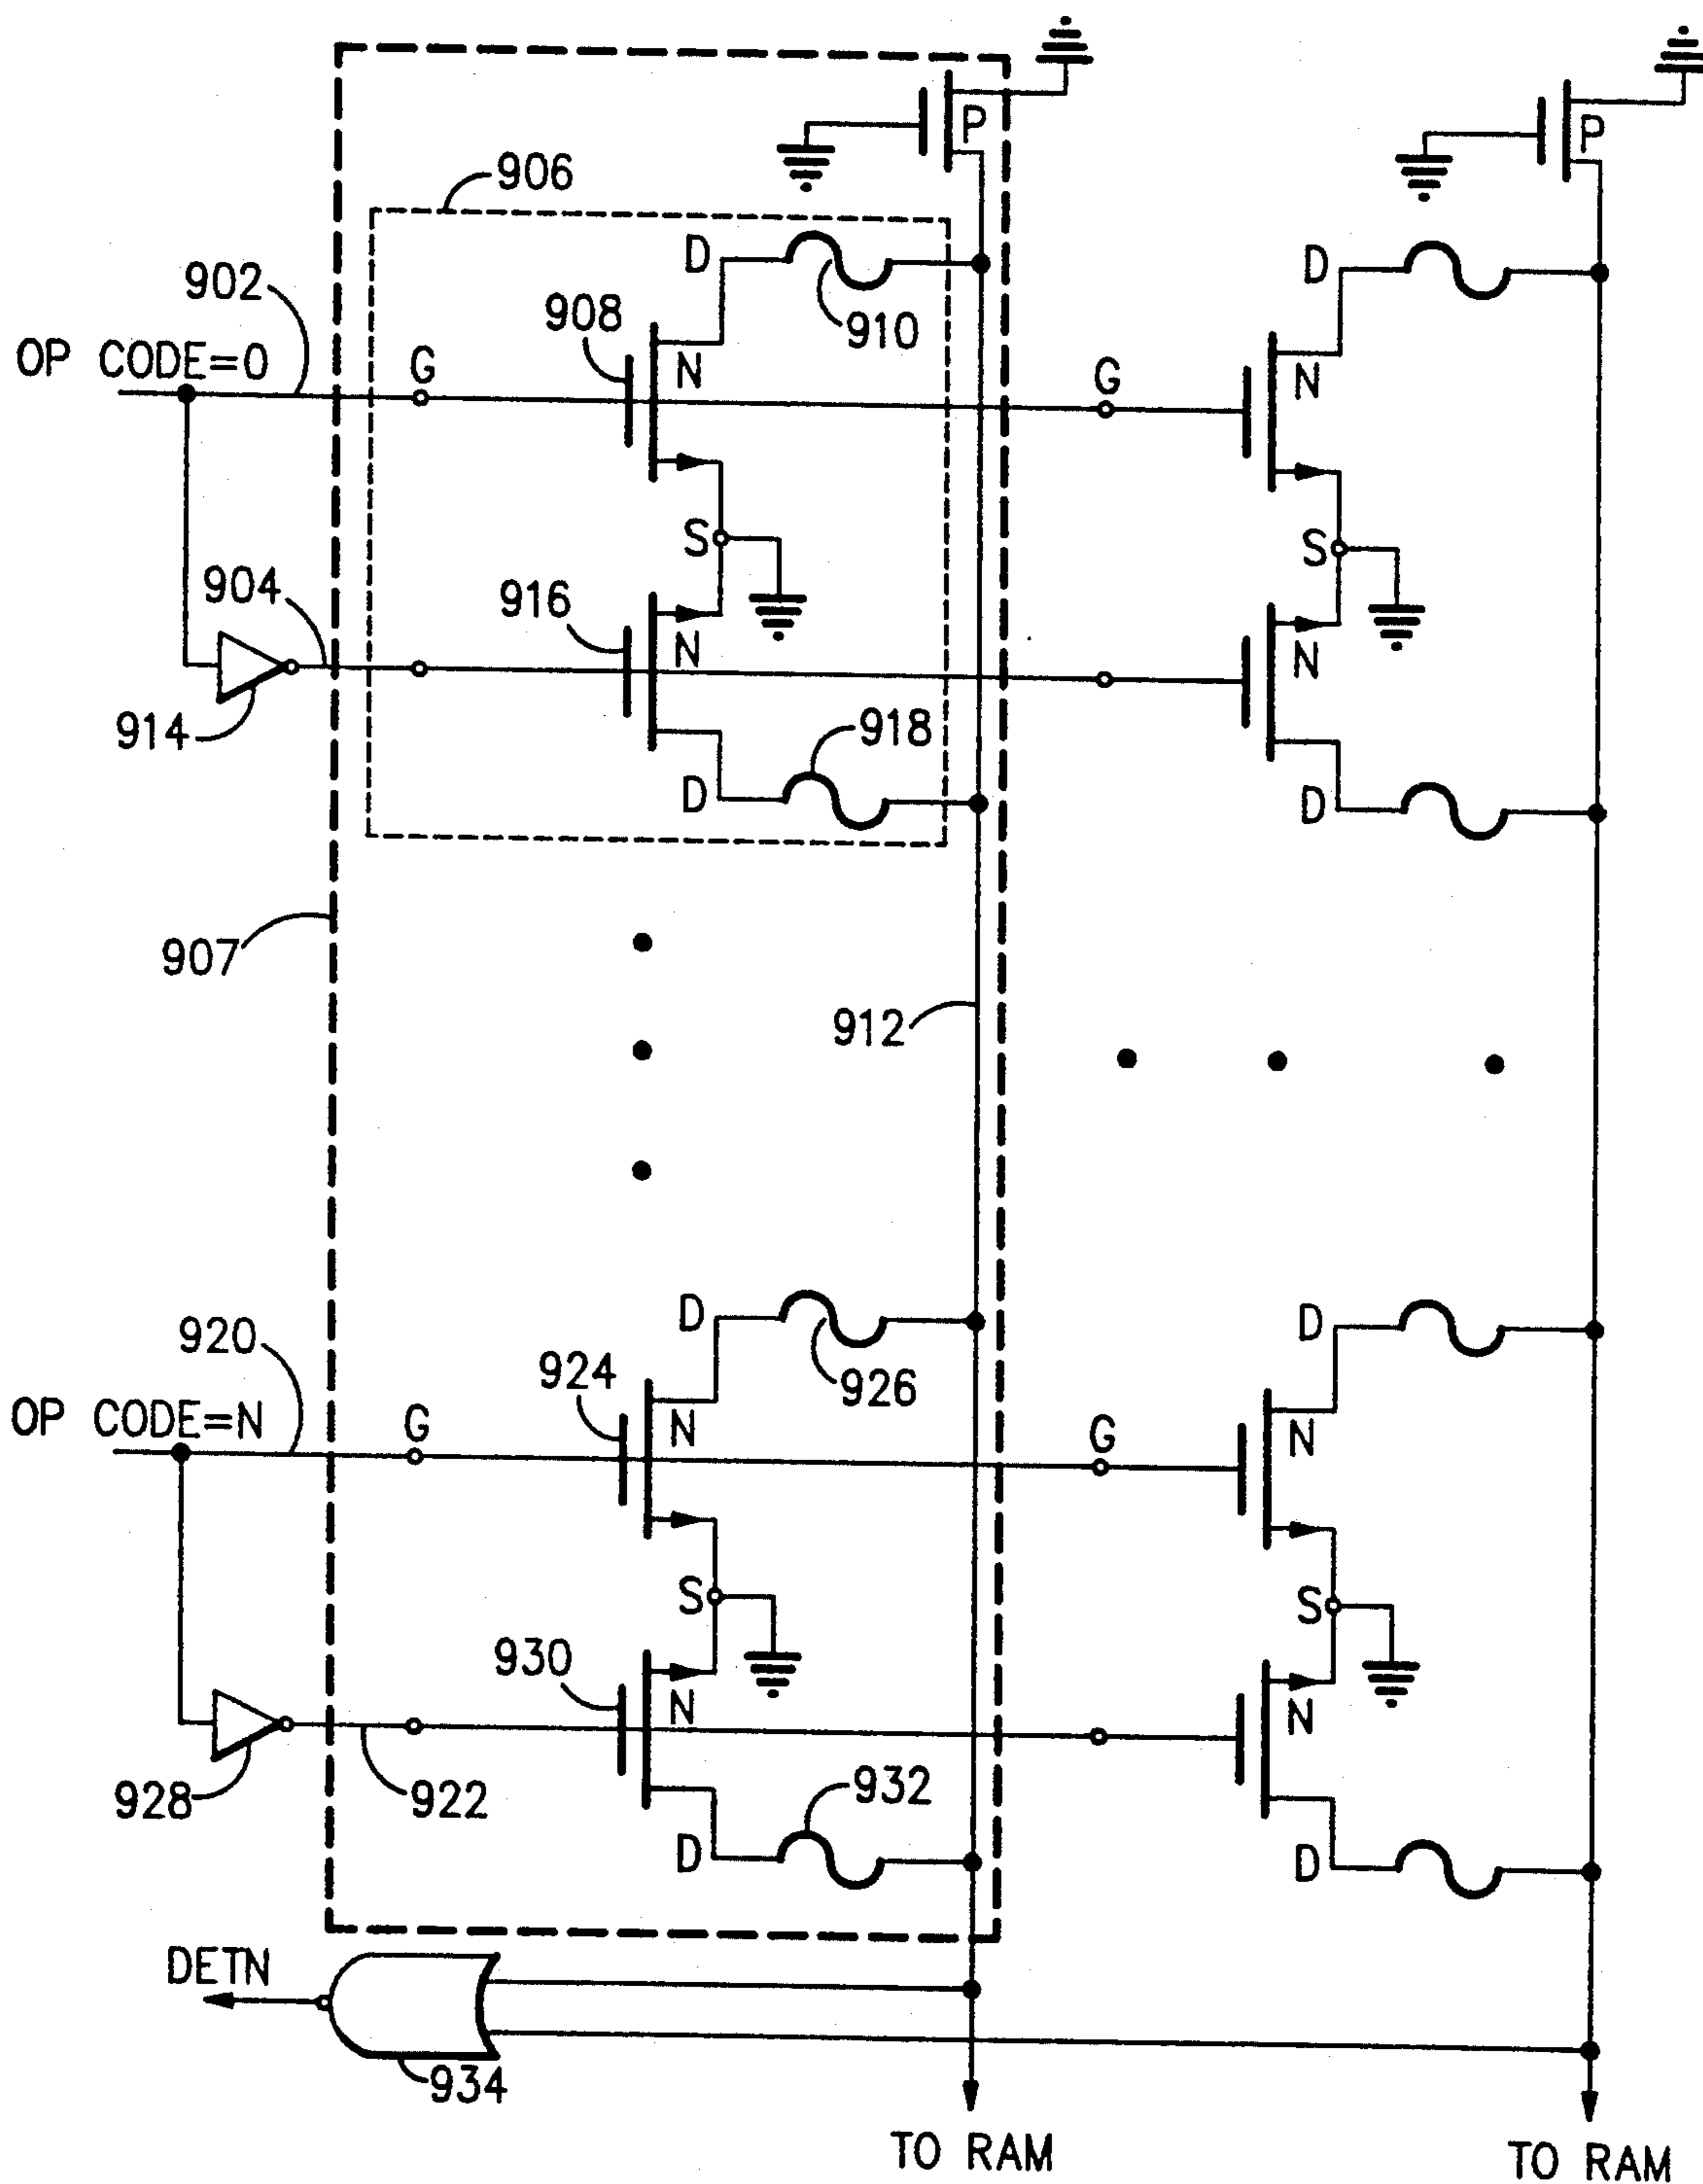 P
P
906
D
D
902
908
910
OP CODE=0
G
N
G
N
S
S
904
916
N
N
914
918
D
D
907
912
D
D
920
924
926
OP CODE=N
G
N
G
N
S
S
930
N
N
928
922
932
D
D
DETN
934
TO RAM
TO RAM